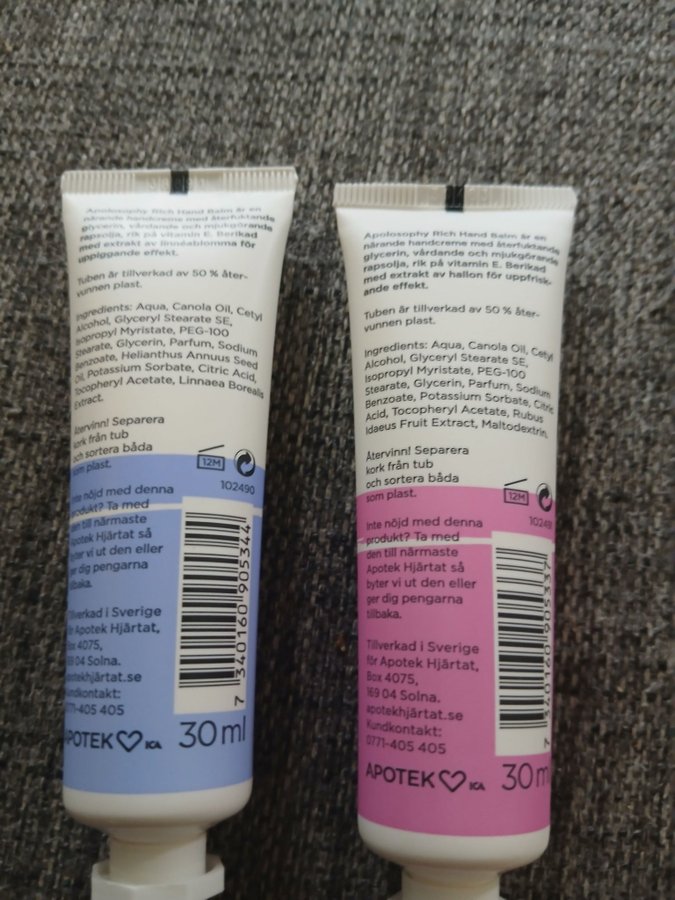 Apolosophy Rich Hand Balm är en
närande handcreme med återfuktande
glycerin, vårdande och mjukgörande
rapsolja, rik på vitamin E. Berikad
med extrakt av linnéablomma för
uppiggande effekt.
Tuben är tillverkad av 50 % åter-
vunnen plast.
Ingredients: Aqua, Canola Oil, Cetyl
Alcohol, Glyceryl Stearate SE,
Isopropyl Myristate, PEG-100
Stearate, Glycerin, Parfum, Sodium
Benzoate, Helianthus Annuus Seed
Oil, Potassium Sorbate, Citric Acid,
Tocopheryl Acetate, Linnaea Borealis
Extract.
Återvinn! Separera
kork från tub
och sortera båda
som plast.
12M
102490
Inte nöjd med denna
produkt? Ta med
den till närmaste
Apotek Hjärtat så
byter vi ut den eller
ger dig pengarna
tillbaka.
Tillverkad i Sverige
för Apotek Hjärtat,
Box 4075,
169 04 Solna.
apotekhjärtat.se
Kundkontakt:
0771-405 405
7 340160 905344
APOTEK ICA 30 ml
Apolosophy Rich Hand Balm är en
närande handcreme med återfuktande
glycerin, vårdande och mjukgörande
rapsolja, rik på vitamin E. Berikad
med extrakt av hallon för uppfrisk-
ande effekt.
Tuben är tillverkad av 50 % åter-
vunnen plast.
Ingredients: Aqua, Canola Oil, Cetyl
Alcohol, Glyceryl Stearate SE,
Isopropyl Myristate, PEG-100
Stearate, Glycerin, Parfum, Sodium
Benzoate, Potassium Sorbate, Citric
Acid, Tocopheryl Acetate, Rubus
Idaeus Fruit Extract, Maltodextrin.
Återvinn! Separera
kork från tub
och sortera båda
som plast.
12M
Inte nöjd med denna
produkt? Ta med
den till närmaste
Apotek Hjärtat så
byter vi ut den eller
ger dig pengarna
tillbaka.
Tillverkad i Sverige
för Apotek Hjärtat,
Box 4075,
169 04 Solna.
apotekhjärtat.se
Kundkontakt:
0771-405 405
7 340160 905337
APOTEK ICA 30 ml